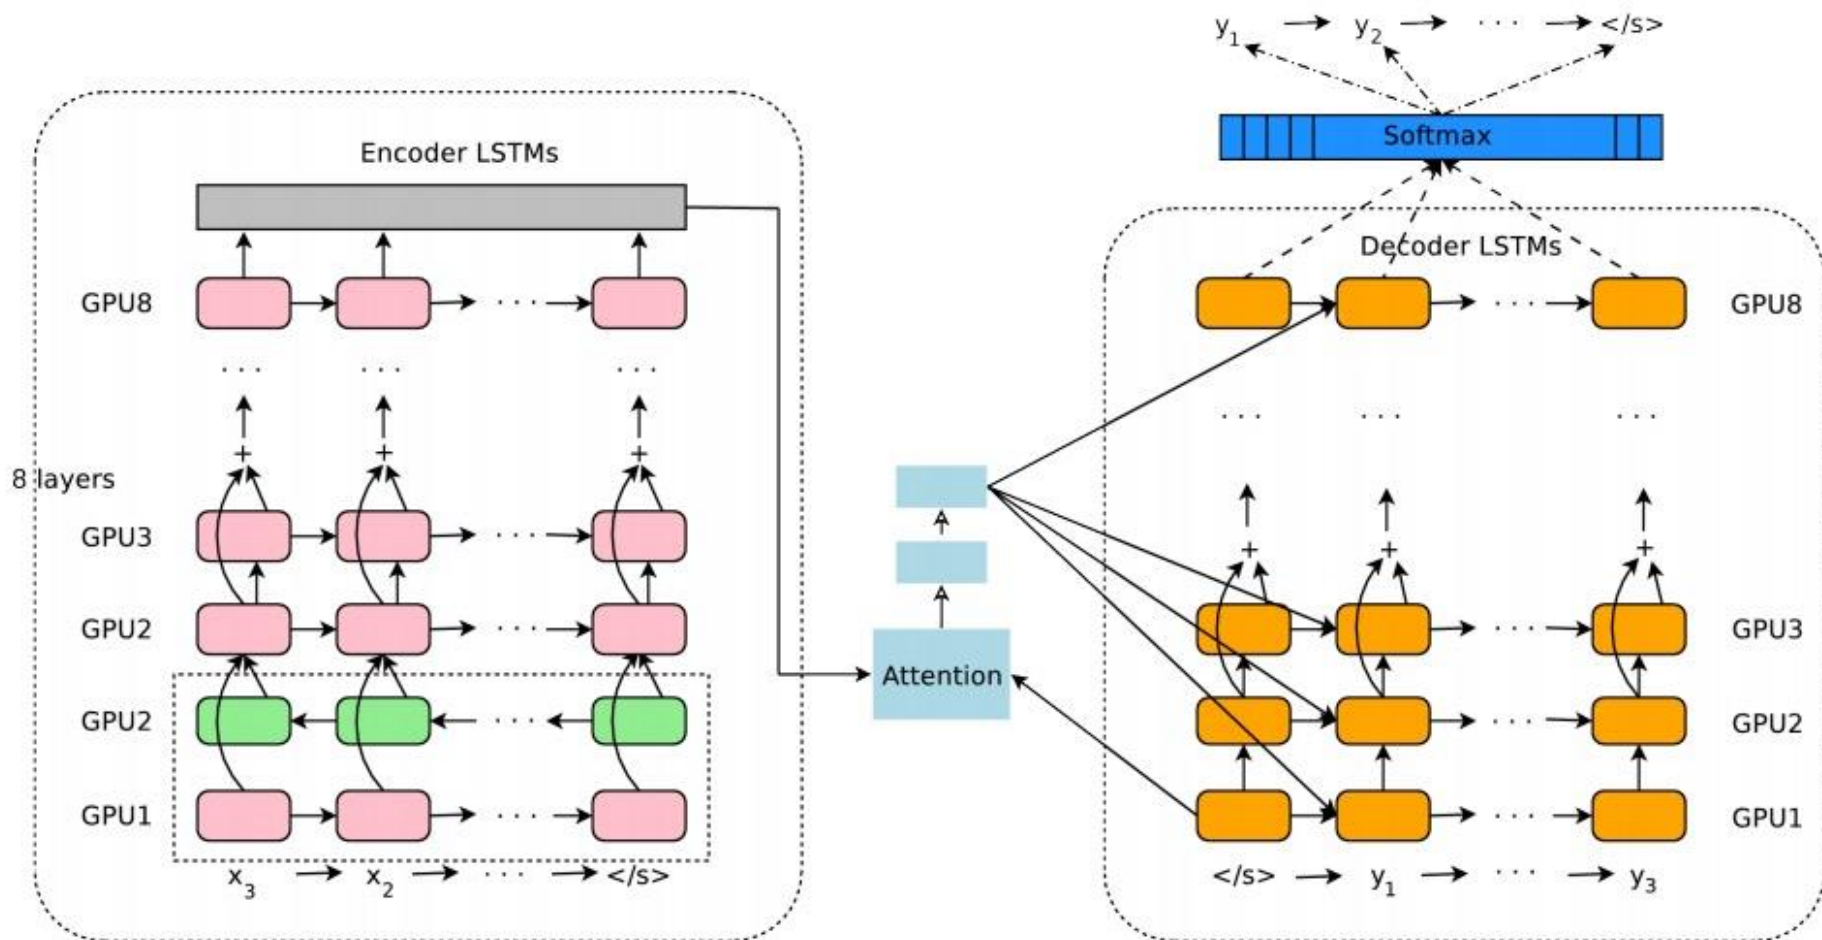 y1 → y2 → ··· → </s>
Softmax
Encoder LSTMs
Decoder LSTMs
GPU8
GPU8
8 layers
GPU3
GPU2
GPU2
GPU1
Attention
GPU3
GPU2
GPU1
x3 → x2 → ··· → </s>
</s> → y1 → ··· → y3